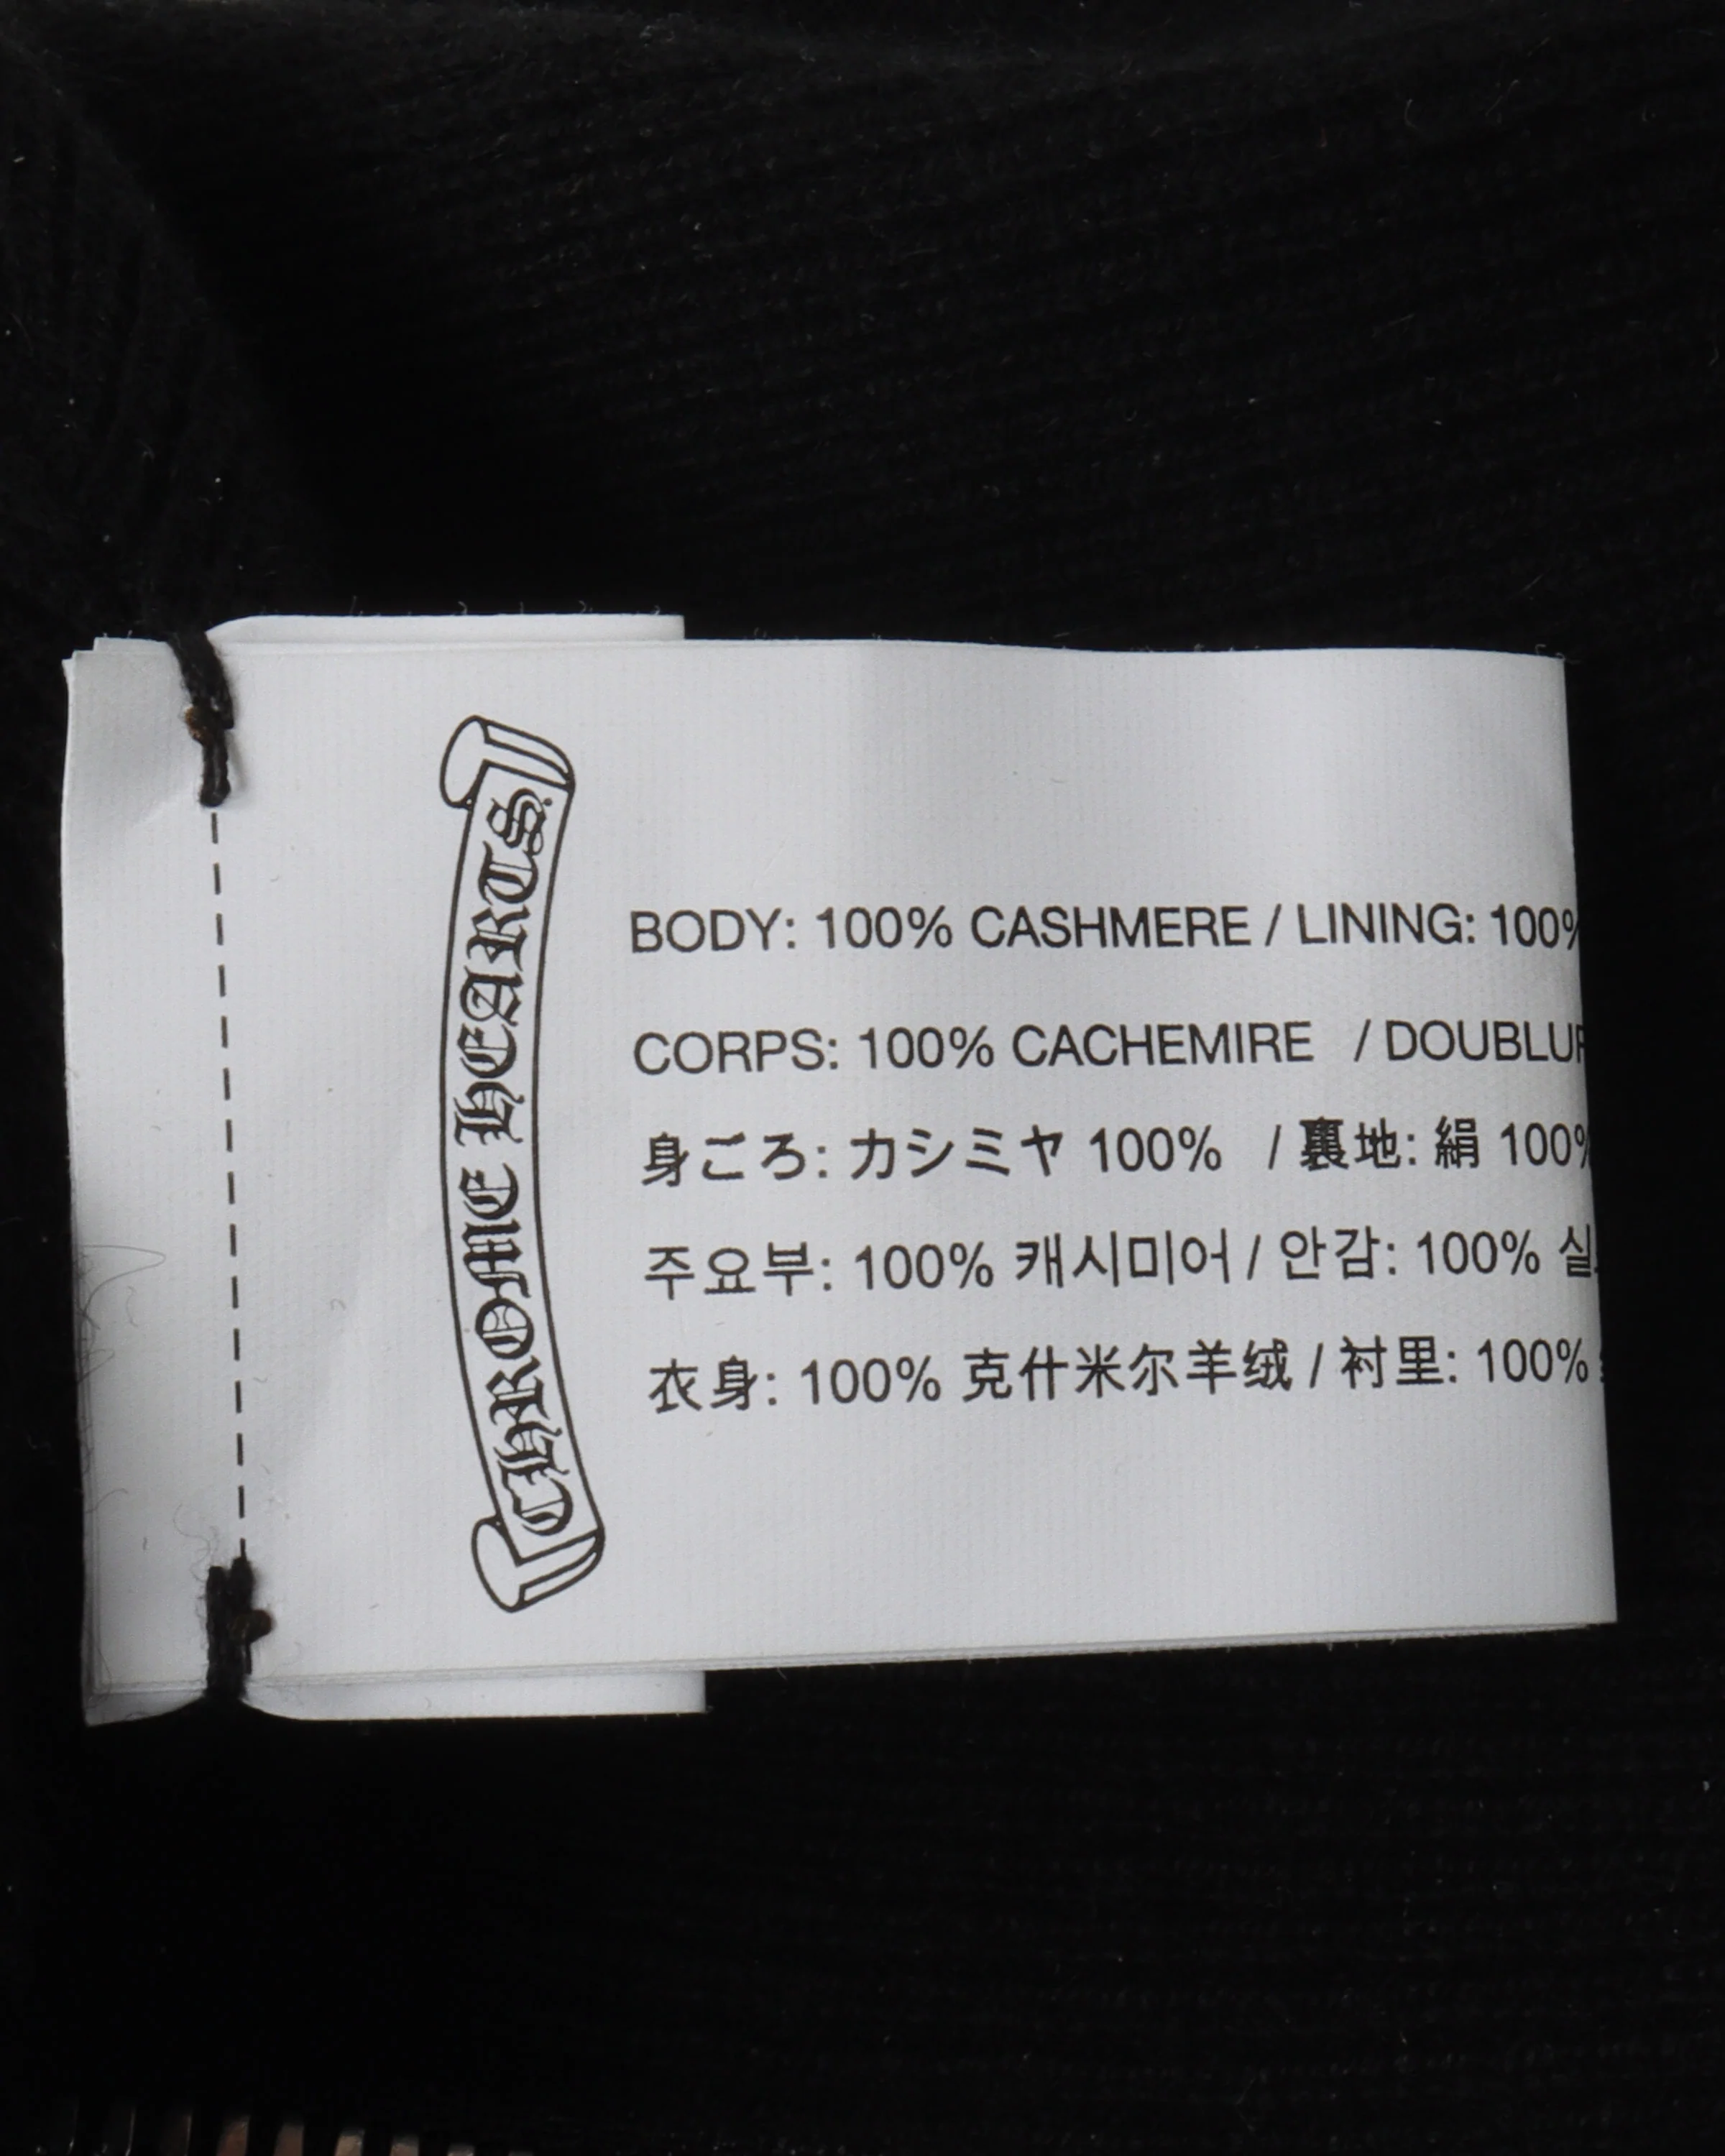 CHROME HEARTS
BODY: 100% CASHMERE / LINING: 100%
CORPS: 100% CACHEMIRE / DOUBLUR
身ごろ: カシミヤ 100% / 裏地: 絹 100%
주요부: 100% 캐시미어 / 안감: 100% 실
衣身: 100% 克什米尔羊绒 / 衬里: 100%